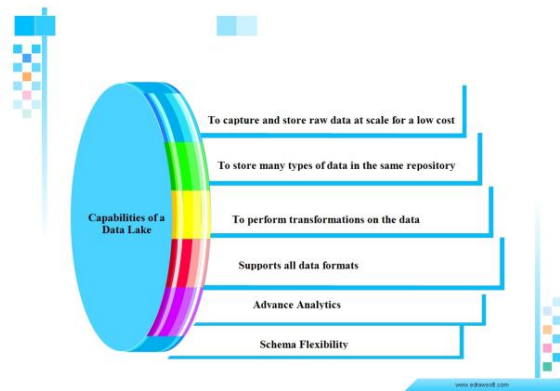 To capture and store raw data at scale for a low cost
To store many types of data in the same repository
Capabilities of a
Data Lake
To perform transformations on the data
Supports all data formats
Advance Analytics
Schema Flexibility
www.edrawsoft.com